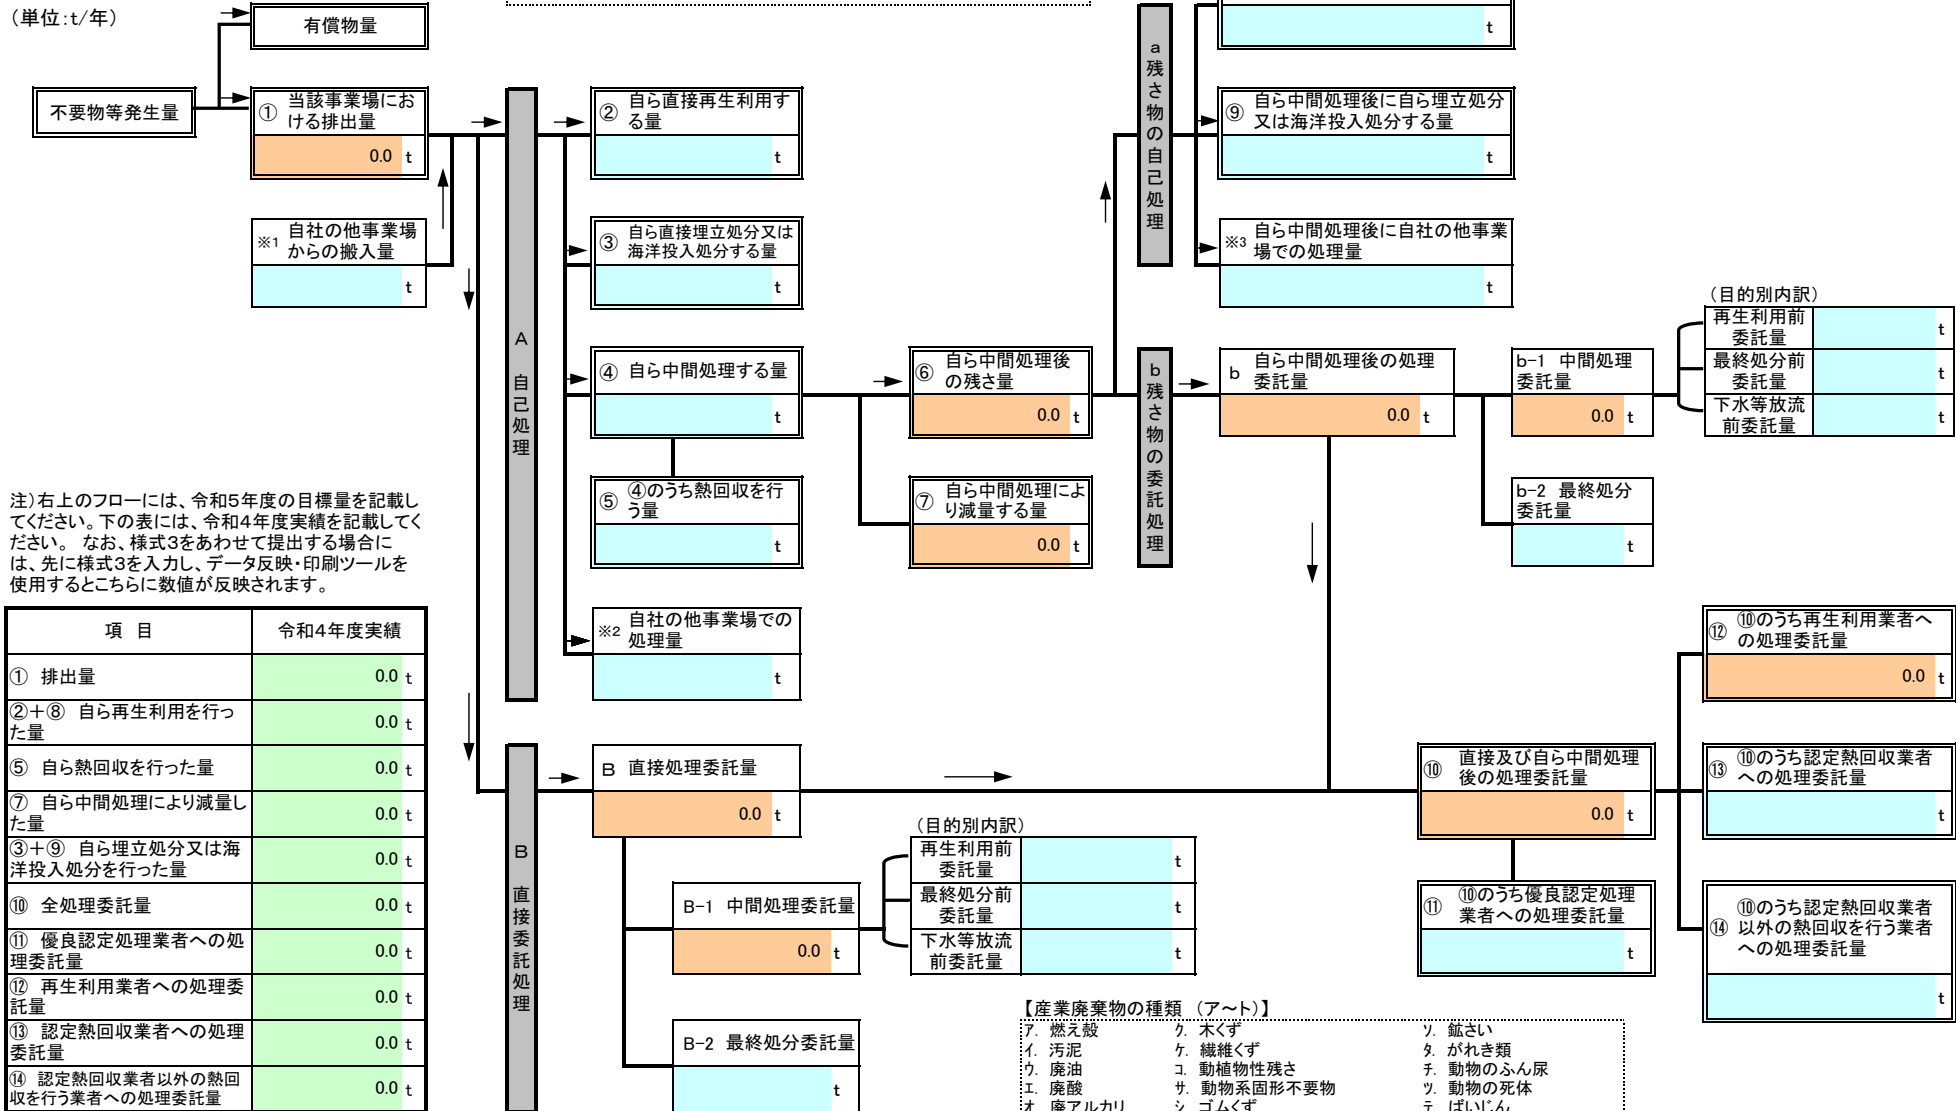 （単位：t/年）
有償物量
不要物等発生量
① 当該事業場にお
ける排出量
0.0 t
※1 自社の他事業場
からの搬入量
t
A 自己処理
② 自ら直接再生利用す
る量
t
③ 自ら直接埋立処分又は
海洋投入処分する量
t
④ 自ら中間処理する量
t
⑤ ④のうち熱回収を行
う量
t
※2 自社の他事業場での
処理量
t
⑥ 自ら中間処理後
の残さ量
0.0 t
⑦ 自ら中間処理によ
り減量する量
0.0 t
a 残さ物の自己処理
t
⑨ 自ら中間処理後に自ら埋立処分
又は海洋投入処分する量
t
※3 自ら中間処理後に自社の他事業
場での処理量
t
b 残さ物の委託処理
b 自ら中間処理後の処理
委託量
0.0 t
b-1 中間処理
委託量
0.0 t
（目的別内訳）
再生利用前
委託量
t
最終処分前
委託量
t
下水等放流
前委託量
t
b-2 最終処分
委託量
t
注）右上のフローには、令和5年度の目標量を記載し
てください。下の表には、令和4年度実績を記載してく
ださい。 なお、様式3をあわせて提出する場合に
は、先に様式3を入力し、データ反映・印刷ツールを
使用するとこちらに数値が反映されます。
項 目 令和4年度実績
① 排出量 0.0 t
②＋⑧ 自ら再生利用を行っ
た量 0.0 t
⑤ 自ら熱回収を行った量 0.0 t
⑦ 自ら中間処理により減量し
た量 0.0 t
③＋⑨ 自ら埋立処分又は海
洋投入処分を行った量 0.0 t
⑩ 全処理委託量 0.0 t
⑪ 優良認定処理業者への処
理委託量 0.0 t
⑫ 再生利用業者への処理委
託量 0.0 t
⑬ 認定熱回収業者への処理
委託量 0.0 t
⑭ 認定熱回収業者以外の熱回
収を行う業者への処理委託量 0.0 t
B 直接委託処理
B 直接処理委託量
0.0 t
B-1 中間処理委託量
0.0 t
（目的別内訳）
再生利用前
委託量
t
最終処分前
委託量
t
下水等放流
前委託量
t
B-2 最終処分委託量
t
⑩ 直接及び自ら中間処理
後の処理委託量
0.0 t
⑪ ⑩のうち優良認定処理
業者への処理委託量
t
⑫ ⑩のうち再生利用業者へ
の処理委託量
0.0 t
⑬ ⑩のうち認定熱回収業者
への処理委託量
t
⑭ ⑩のうち認定熱回収業者
以外の熱回収を行う業者
への処理委託量
t
【産業廃棄物の種類 （ア～ト）】
ア. 燃え殻 ク. 木くず ソ. 鉱さい
イ. 汚泥 ケ. 繊維くず タ. がれき類
ウ. 廃油 コ. 動植物性残さ チ. 動物のふん尿
エ. 廃酸 サ. 動物系固形不要物 ツ. 動物の死体
オ. 廃アルカリ シ. ゴムくず テ. ばいじん